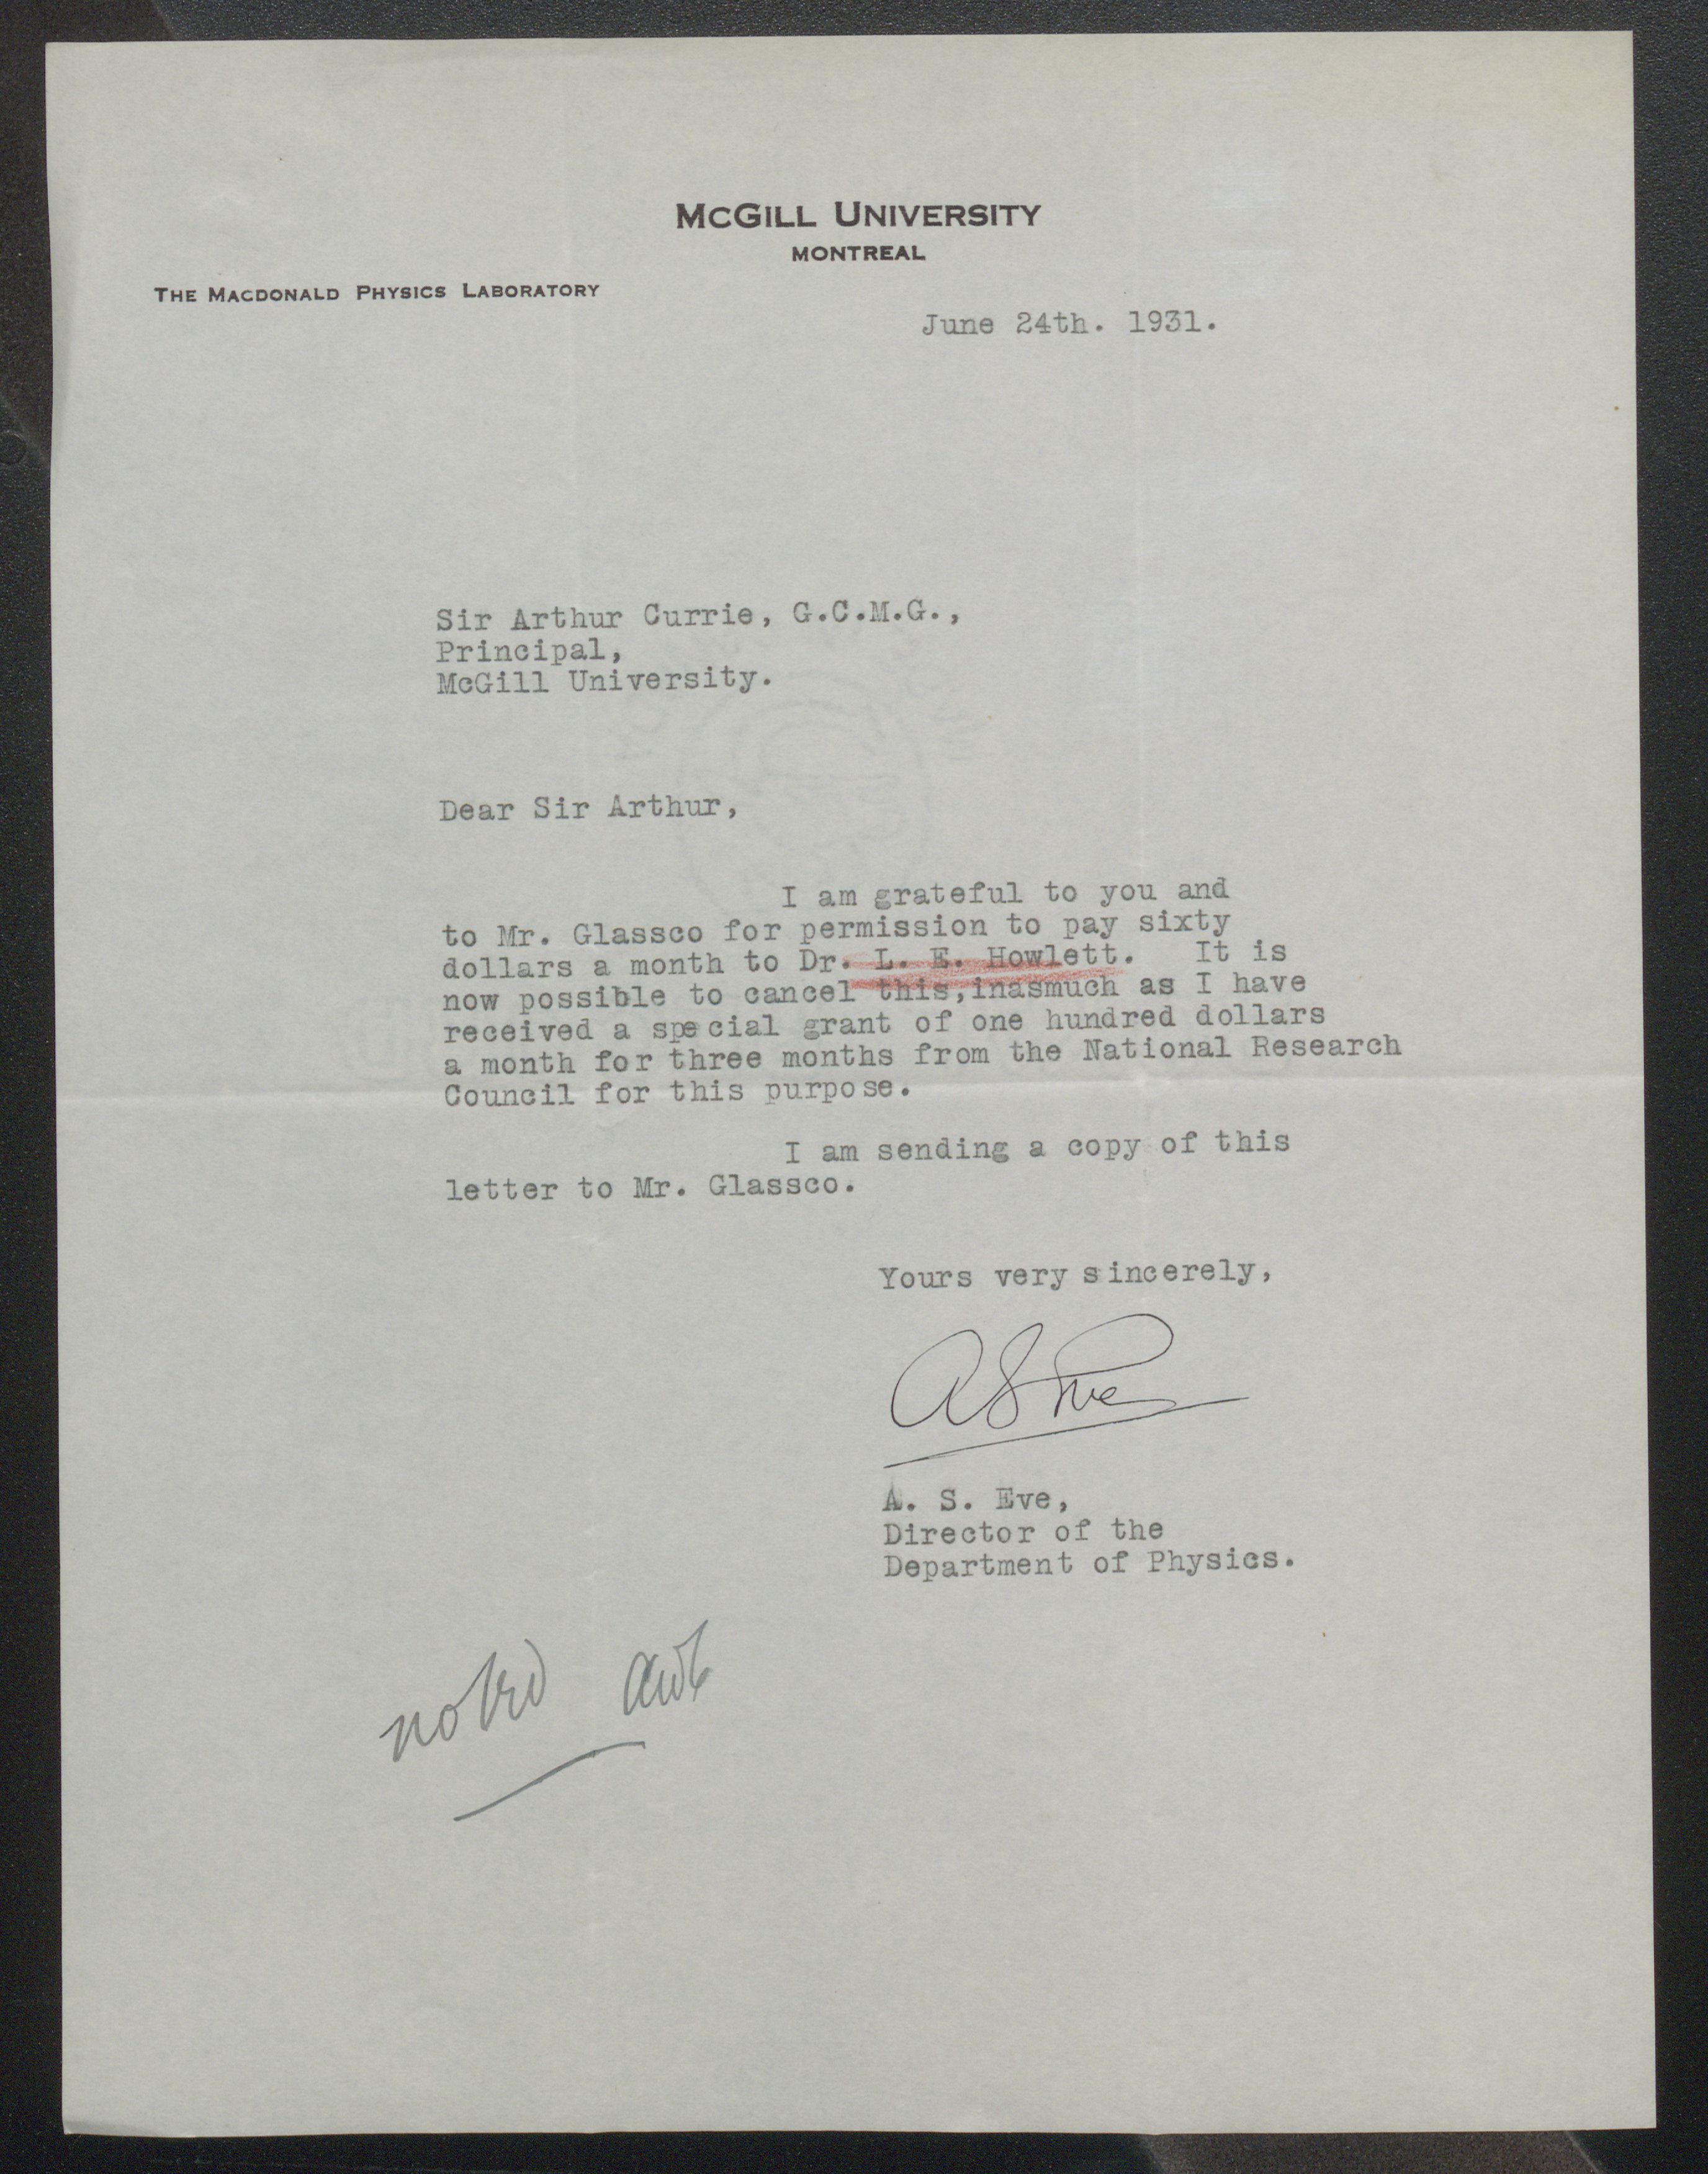 McGill University
MONTREAL
The Macdonald Physics Laboratory
June 24th. 1931.
Sir Arthur Currie, G.C.M.G.,
Principal,
McGill University.
Dear Sir Arthur,
I am grateful to you and
to Mr. Glassco for permission to pay sixty
dollars a month to Dr. L. E. Howlett. It is
now possible to cancel this,inasmuch as I have
received a special grant of one hundred dollars
a month for three months from the National Research
Council for this purpose.
I am sending a copy of this
letter to Mr. Glassco.
Yours very sincerely,
A S Eve
A. S. Eve,
Director of the
Department of Physics.
noted